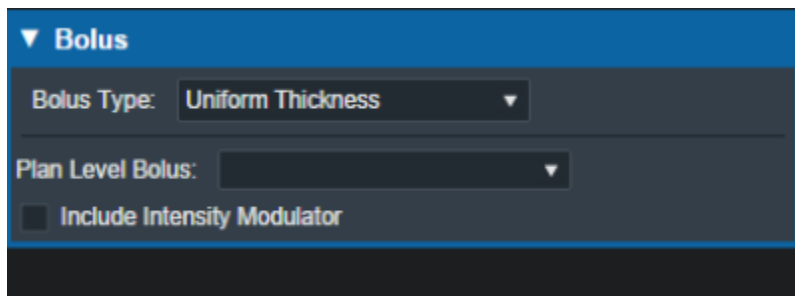 Bolus
Bolus Type: Uniform Thickness
Plan Level Bolus:
Include Intensity Modulator